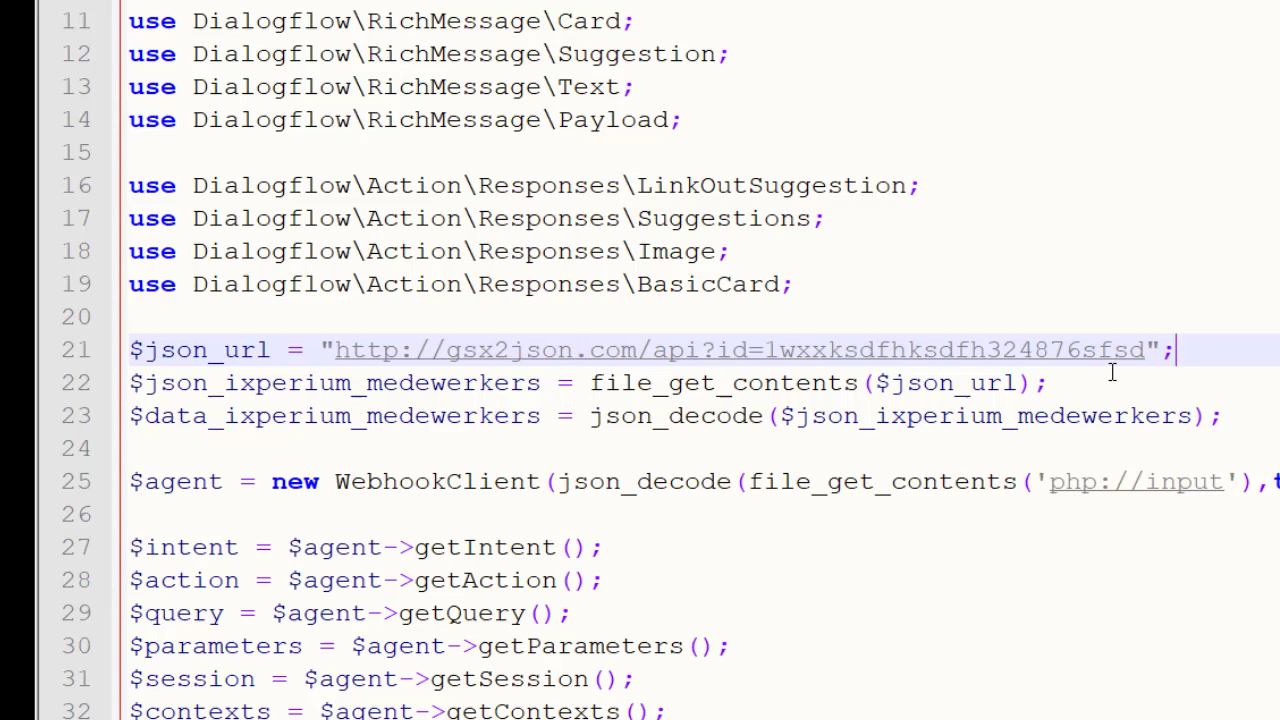 11 use Dialogflow\RichMessage\Card;
12 use Dialogflow\RichMessage\Suggestion;
13 use Dialogflow\RichMessage\Text;
14 use Dialogflow\RichMessage\Payload;
15
16 use Dialogflow\Action\Responses\LinkOutSuggestion;
17 use Dialogflow\Action\Responses\Suggestions;
18 use Dialogflow\Action\Responses\Image;
19 use Dialogflow\Action\Responses\BasicCard;
20
21 $json_url = "http://gsx2json.com/api?id=1wxxksdfhksdfh324876sfsd";
22 $json_ixperium_medewerkers = file_get_contents($json_url);
23 $data_ixperium_medewerkers = json_decode($json_ixperium_medewerkers);
24
25 $agent = new WebhookClient(json_decode(file_get_contents('php://input'),t
26
27 $intent = $agent->getIntent();
28 $action = $agent->getAction();
29 $query = $agent->getQuery();
30 $parameters = $agent->getParameters();
31 $session = $agent->getSession();
32 $contexts = $agent->getContexts();